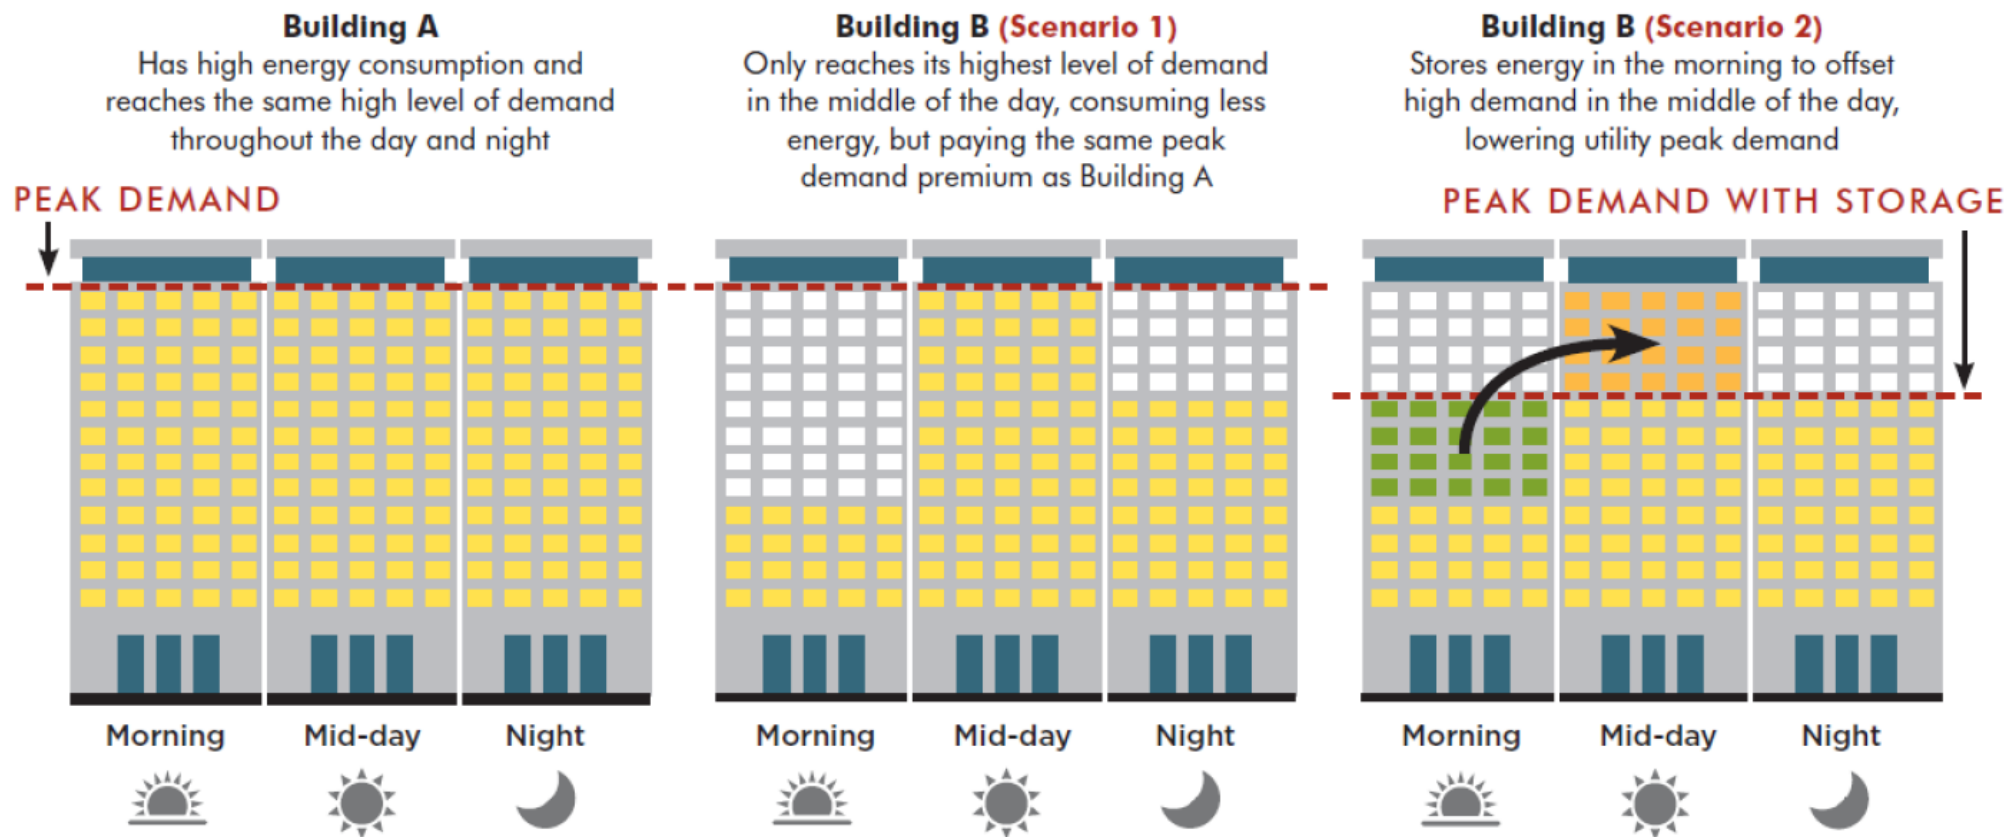 Building A
Has high energy consumption and
reaches the same high level of demand
throughout the day and night
PEAK DEMAND
Building B (Scenario 1)
Only reaches its highest level of demand
in the middle of the day, consuming less
energy, but paying the same peak
demand premium as Building A
Building B (Scenario 2)
Stores energy in the morning to offset
high demand in the middle of the day,
lowering utility peak demand
PEAK DEMAND WITH STORAGE
Morning
Mid-day
Night
Morning
Mid-day
Night
Morning
Mid-day
Night